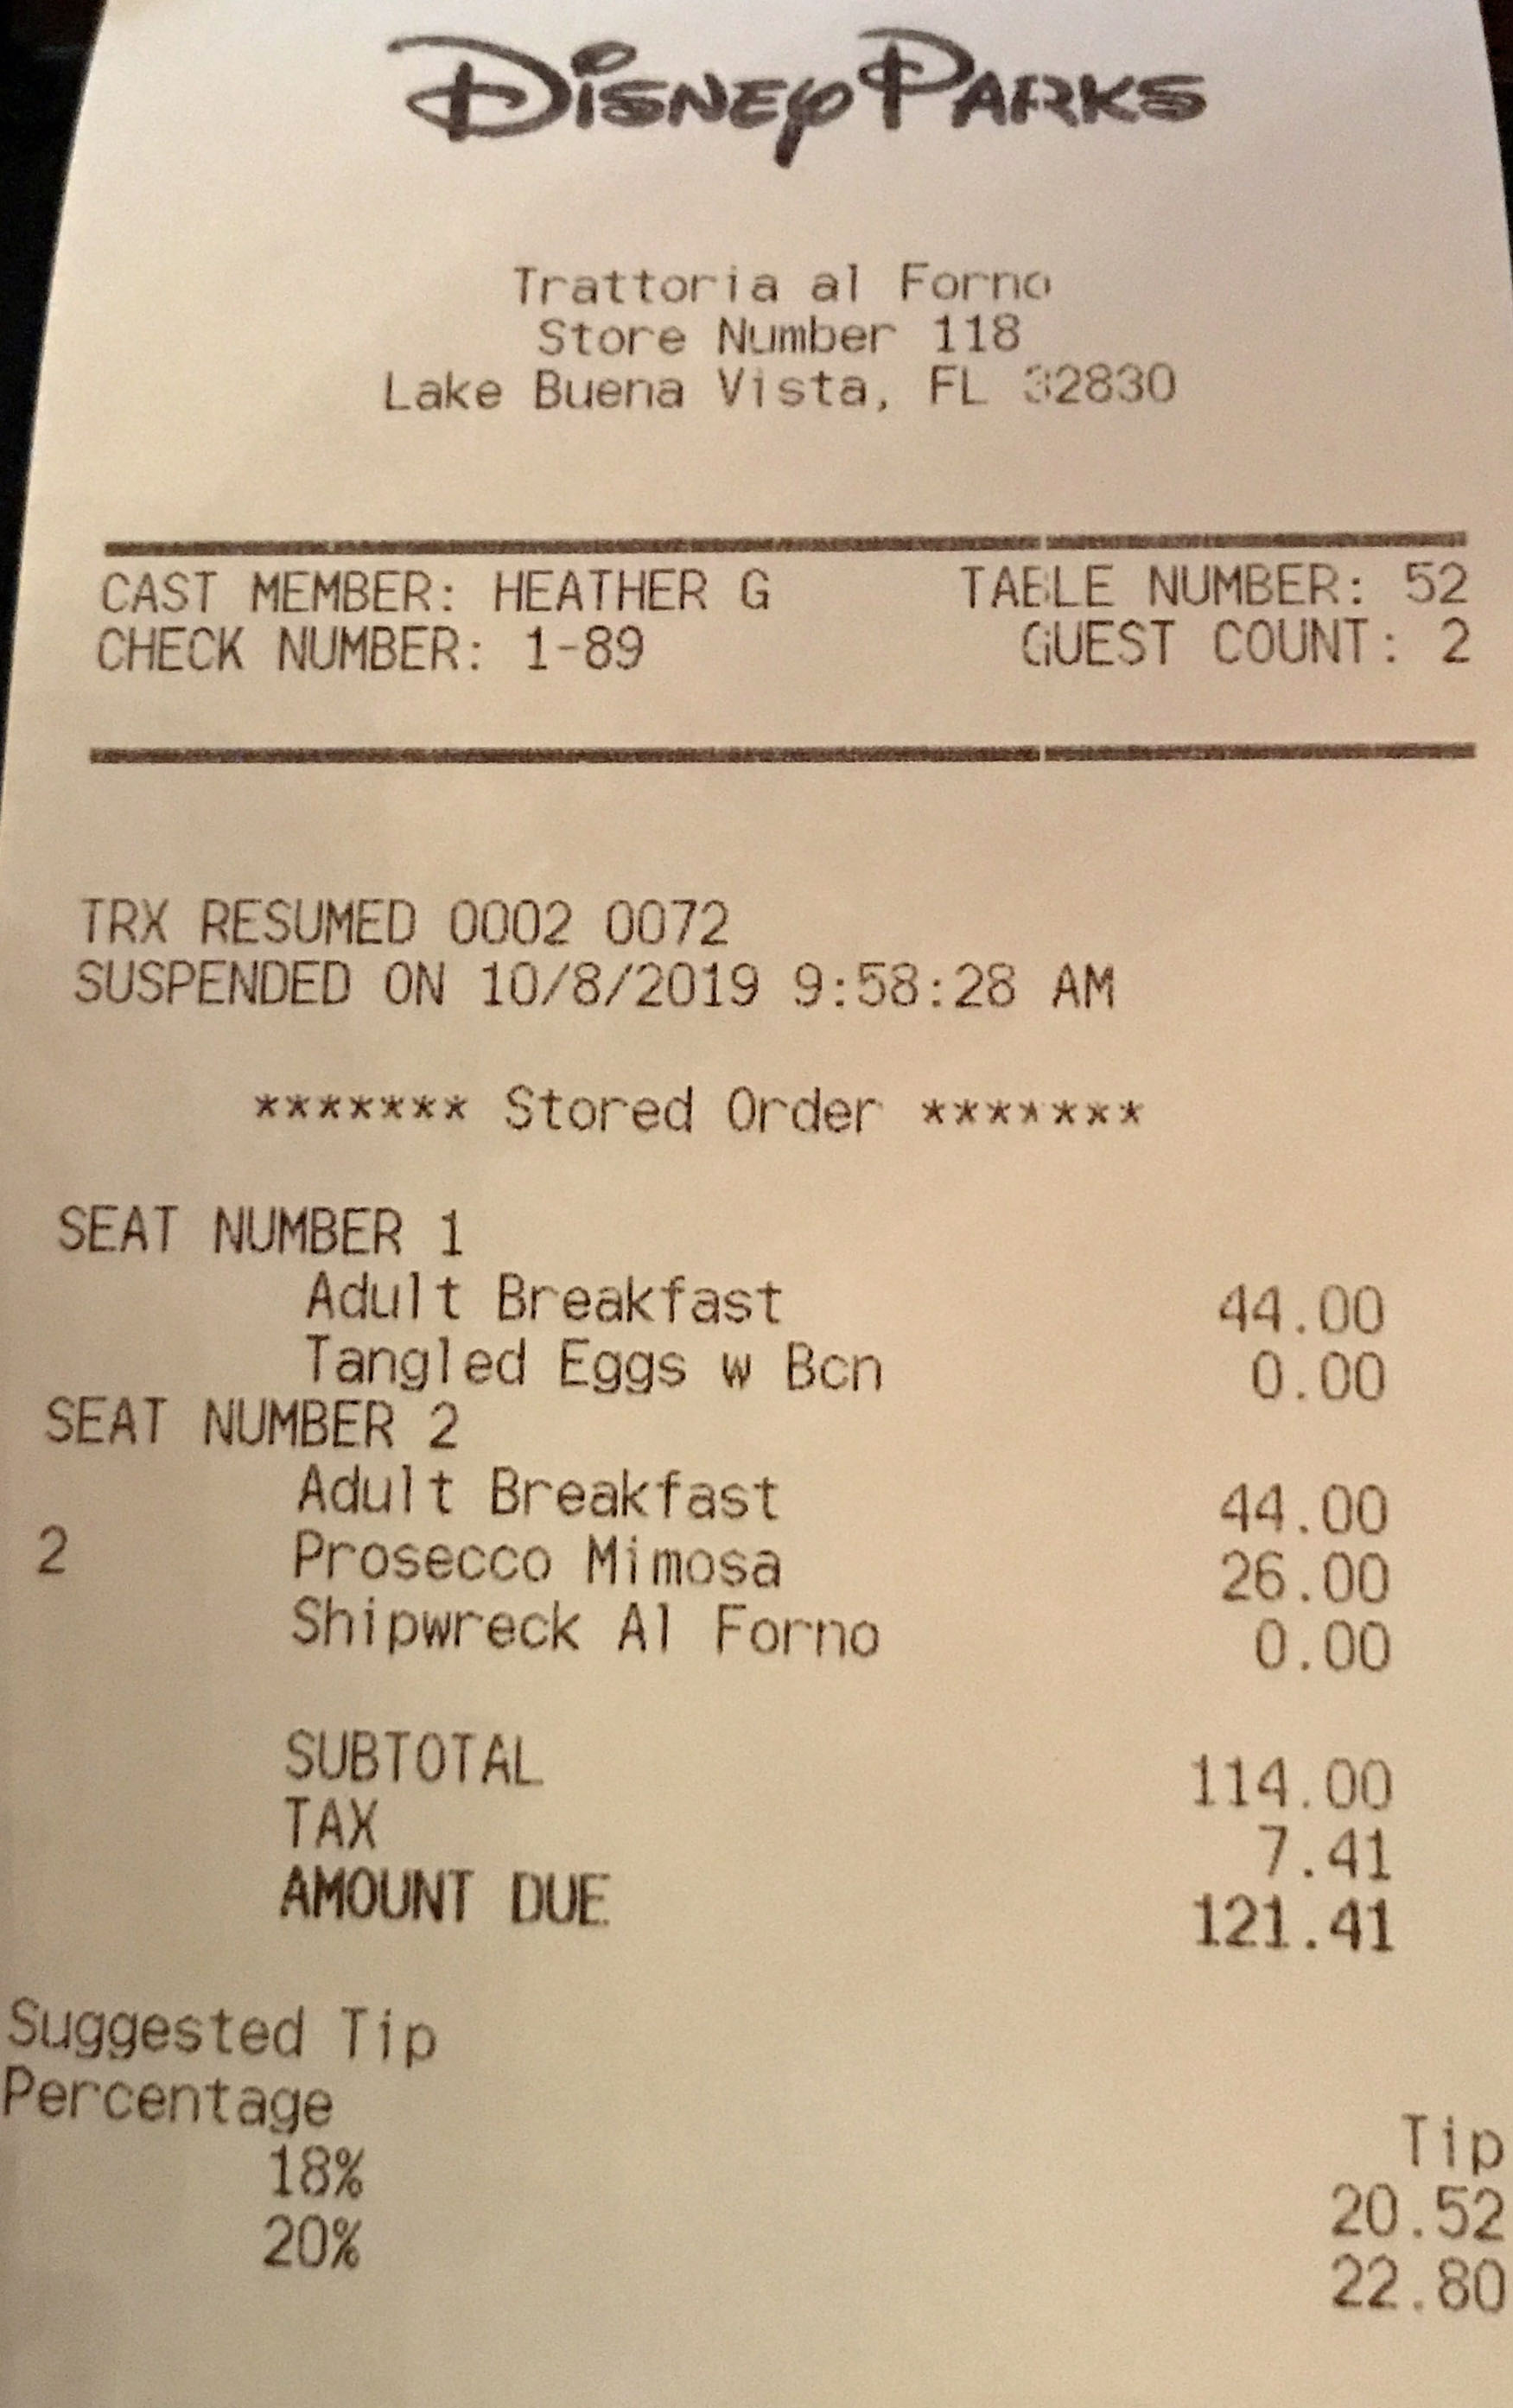 Disney Parks
Trattoria al Forno
Store Number 118
Lake Buena Vista, FL 32830
CAST MEMBER: HEATHER G TABLE NUMBER: 52
CHECK NUMBER: 1-89 GUEST COUNT: 2
TRX RESUMED 0002 0072
SUSPENDED ON 10/8/2019 9:58:28 AM
******* Stored Order *******
SEAT NUMBER 1
Adult Breakfast 44.00
Tangled Eggs w Bcn 0.00
SEAT NUMBER 2
Adult Breakfast 44.00
2 Prosecco Mimosa 26.00
Shipwreck Al Forno 0.00
SUBTOTAL 114.00
TAX 7.41
AMOUNT DUE 121.41
Suggested Tip
Percentage Tip
18% 20.52
20% 22.80